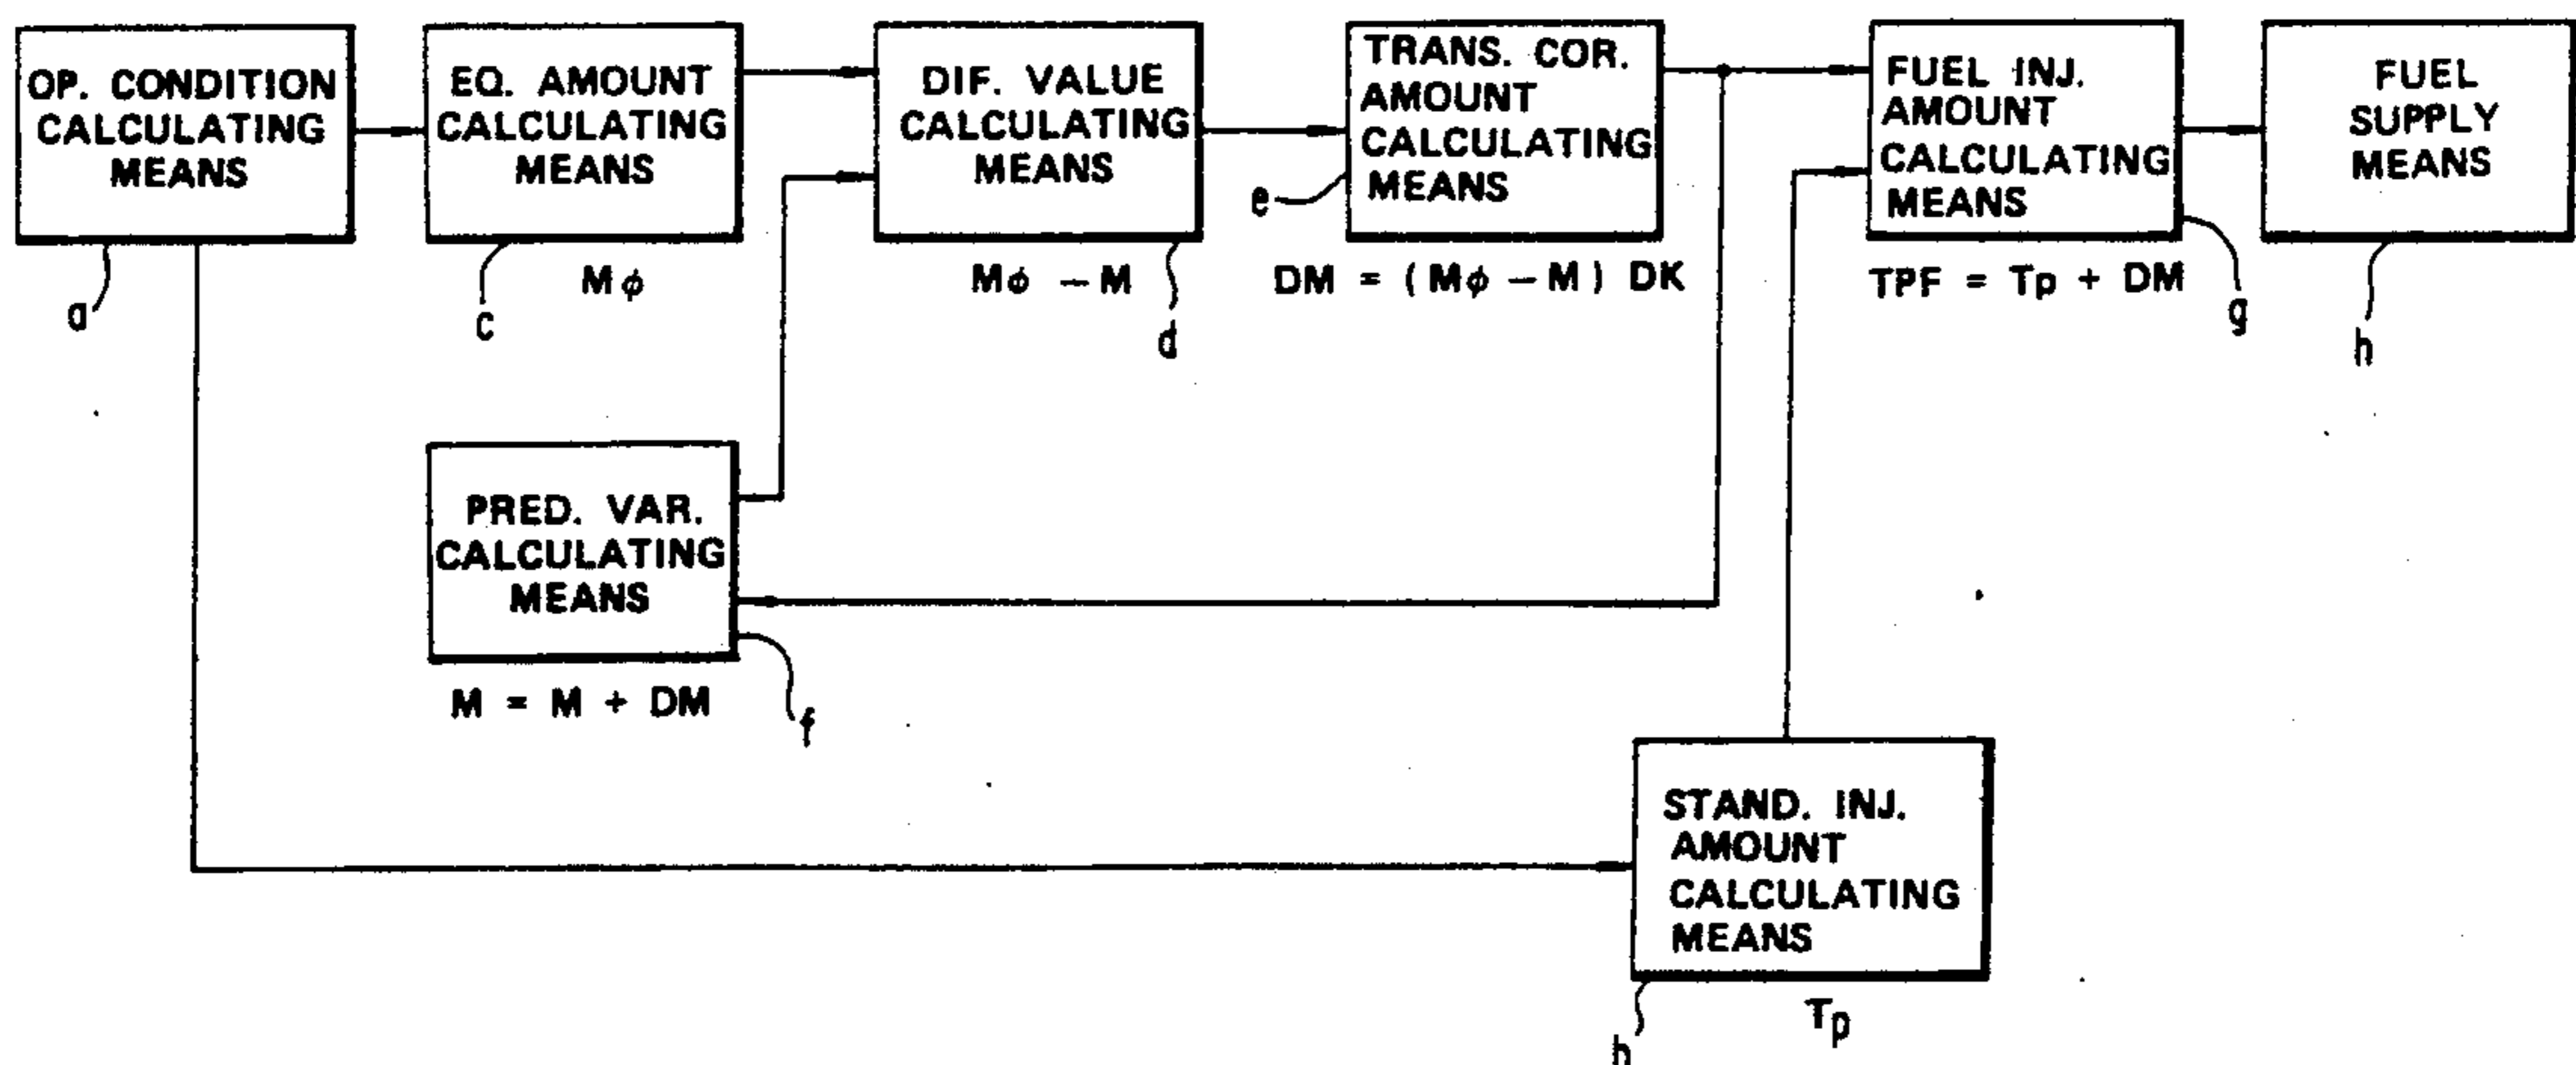 OP. CONDITION
CALCULATING
MEANS
a
EQ. AMOUNT
CALCULATING
MEANS
c
Mφ
DIF. VALUE
CALCULATING
MEANS
Mφ – M
d
TRANS. COR.
AMOUNT
CALCULATING
MEANS
e
DM = (Mφ – M) DK
FUEL INJ.
AMOUNT
CALCULATING
MEANS
TPF = Tp + DM
g
FUEL
SUPPLY
MEANS
h
PRED. VAR.
CALCULATING
MEANS
M = M + DM
f
STAND. INJ.
AMOUNT
CALCULATING
MEANS
Tp